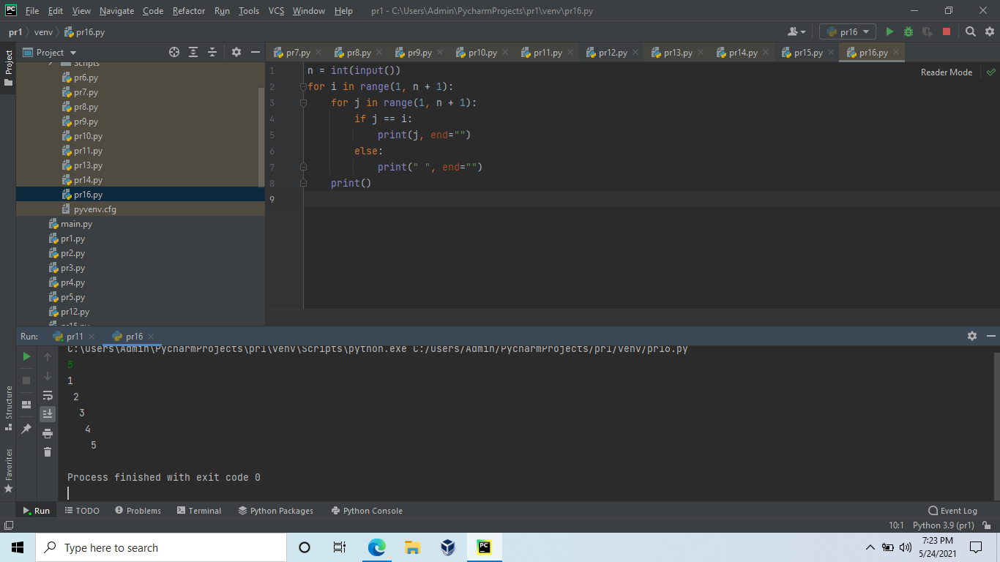 PC File Edit View Navigate Code Refactor Run Tools VCS Window Help pr1 - C:\Users\Admin\PycharmProjects\pr1\venv\pr16.py
pr1 venv pr16.py pr16
Project
Project
pr7.py pr8.py pr9.py pr10.py pr11.py pr12.py pr13.py pr14.py pr15.py pr16.py
Scripts
pr6.py
pr7.py
pr8.py
pr9.py
pr10.py
pr11.py
pr13.py
pr14.py
pr16.py
pyvenv.cfg
main.py
pr1.py
pr2.py
pr3.py
pr4.py
pr5.py
pr12.py
pr15.py
Reader Mode
1 n = int(input())
2 for i in range(1, n + 1):
3     for j in range(1, n + 1):
4         if j == i:
5             print(j, end="")
6         else:
7             print(" ", end="")
8     print()
9
Run: pr11 pr16
C:\Users\Admin\PycharmProjects\pr1\venv\Scripts\python.exe C:/Users/Admin/PycharmProjects/pr1/venv/pr16.py
5
1
 2
  3
   4
    5
Process finished with exit code 0
Structure
Favorites
Run TODO Problems Terminal Python Packages Python Console Event Log
10:1 Python 3.9 (pr1)
Type here to search
PC
7:23 PM
5/24/2021